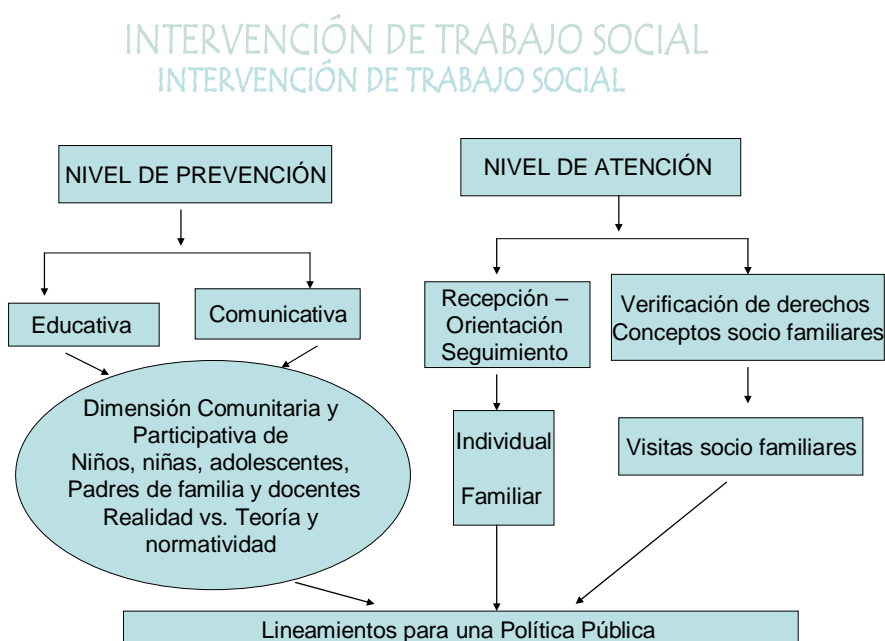 INTERVENCIÓN DE TRABAJO SOCIAL
INTERVENCIÓN DE TRABAJO SOCIAL
NIVEL DE PREVENCIÓN
NIVEL DE ATENCIÓN
Educativa
Comunicativa
Recepción –
Orientación
Seguimiento
Verificación de derechos
Conceptos socio familiares
Dimensión Comunitaria y
Participativa de
Niños, niñas, adolescentes,
Padres de familia y docentes
Realidad vs. Teoría y
normatividad
Individual
Familiar
Visitas socio familiares
Lineamientos para una Política Pública